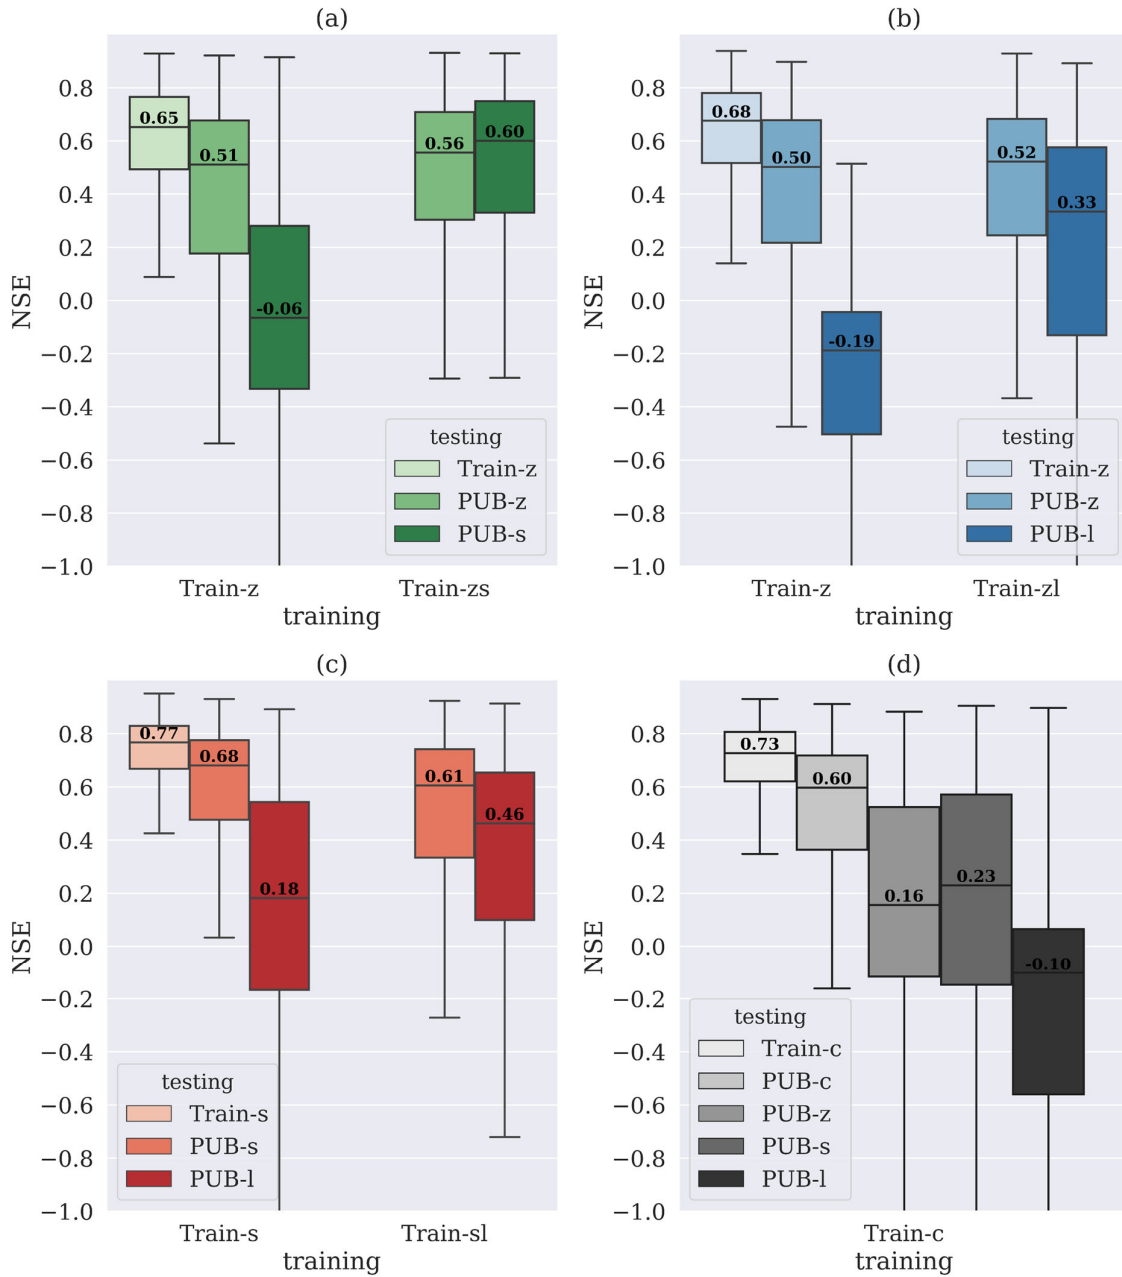 (a)
NSE
0.8
0.6
0.4
0.2
0.0
−0.2
−0.4
−0.6
−0.8
−1.0
0.65
0.51
-0.06
0.56
0.60
testing
Train-z
PUB-z
PUB-s
Train-z
Train-zs
training
(b)
NSE
0.8
0.6
0.4
0.2
0.0
−0.2
−0.4
−0.6
−0.8
−1.0
0.68
0.50
-0.19
0.52
0.33
testing
Train-z
PUB-z
PUB-l
Train-z
Train-zl
training
(c)
NSE
0.8
0.6
0.4
0.2
0.0
−0.2
−0.4
−0.6
−0.8
−1.0
0.77
0.68
0.18
0.61
0.46
testing
Train-s
PUB-s
PUB-l
Train-s
Train-sl
training
(d)
NSE
0.8
0.6
0.4
0.2
0.0
−0.2
−0.4
−0.6
−0.8
−1.0
0.73
0.60
0.16
0.23
-0.10
testing
Train-c
PUB-c
PUB-z
PUB-s
PUB-l
Train-c
training